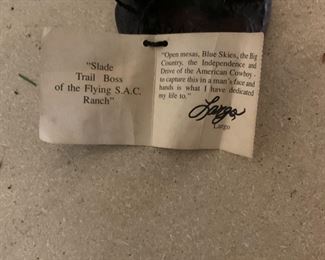 "Slade
Trail Boss
of the Flying S.A.C.
Ranch"
"Open mesas, Blue Skies, the Big
Country, the Independence and
Drive of the American Cowboy -
to capture this in a man's face and
hands is what I have dedicated
my life to."
Largo
Largo